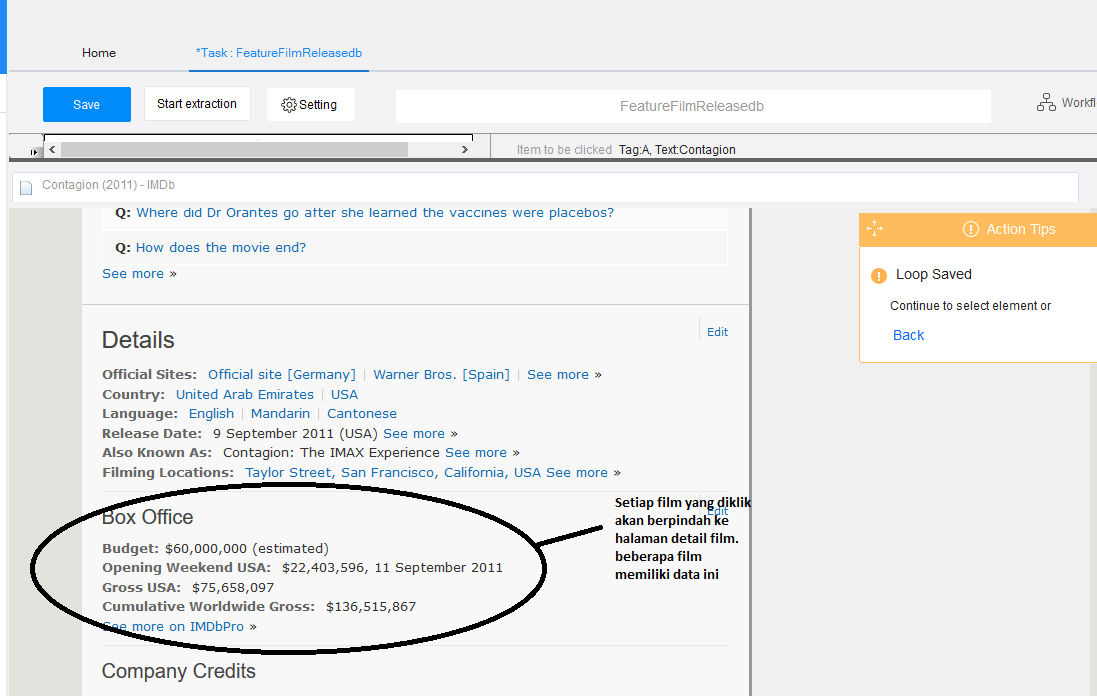 Home
*Task : FeatureFilmReleasedb
Save
Start extraction
Setting
FeatureFilmReleasedb
Item to be clicked Tag:A, Text:Contagion
Contagion (2011) - IMDb
Q: Where did Dr Orantes go after she learned the vaccines were placebos?
Q: How does the movie end?
See more »
Action Tips
Loop Saved
Continue to select element or
Back
Details
Edit
Official Sites: Official site [Germany] | Warner Bros. [Spain] | See more »
Country: United Arab Emirates | USA
Language: English | Mandarin | Cantonese
Release Date: 9 September 2011 (USA) See more »
Also Known As: Contagion: The IMAX Experience See more »
Filming Locations: Taylor Street, San Francisco, California, USA See more »
Box Office
Edit
Budget: $60,000,000 (estimated)
Opening Weekend USA: $22,403,596, 11 September 2011
Gross USA: $75,658,097
Cumulative Worldwide Gross: $136,515,867
See more on IMDbPro »
Setiap film yang diklik
akan berpindah ke
halaman detail film.
beberapa film
memiliki data ini
Company Credits